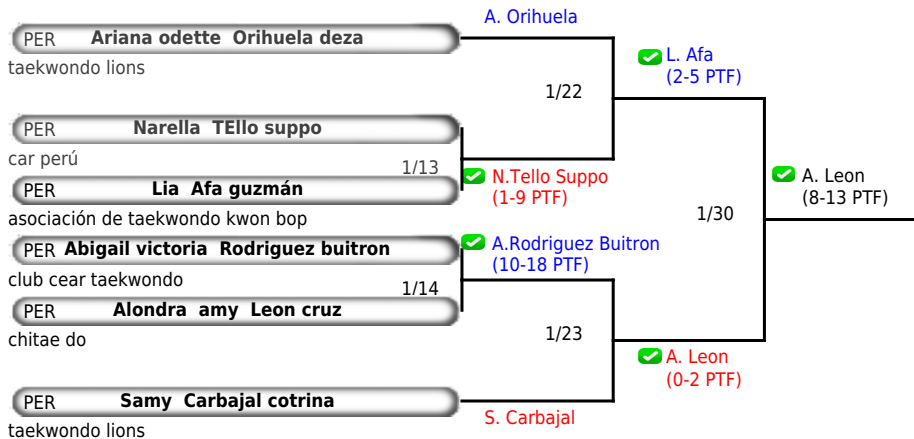 A. Orihuela
PER Ariana odette Orihuela deza
taekwondo lions
L. Afa
(2-5 PTF)
1/22
PER Narella TEllo suppo
car perú
1/13
N.Tello Suppo
(1-9 PTF)
A. Leon
(8-13 PTF)
PER Lia Afa guzmán
asociación de taekwondo kwon bop
1/30
PER Abigail victoria Rodriguez buitron
A.Rodriguez Buitron
(10-18 PTF)
club cear taekwondo
1/14
PER Alondra amy Leon cruz
chitae do
1/23
A. Leon
(0-2 PTF)
PER Samy Carbajal cotrina
S. Carbajal
taekwondo lions